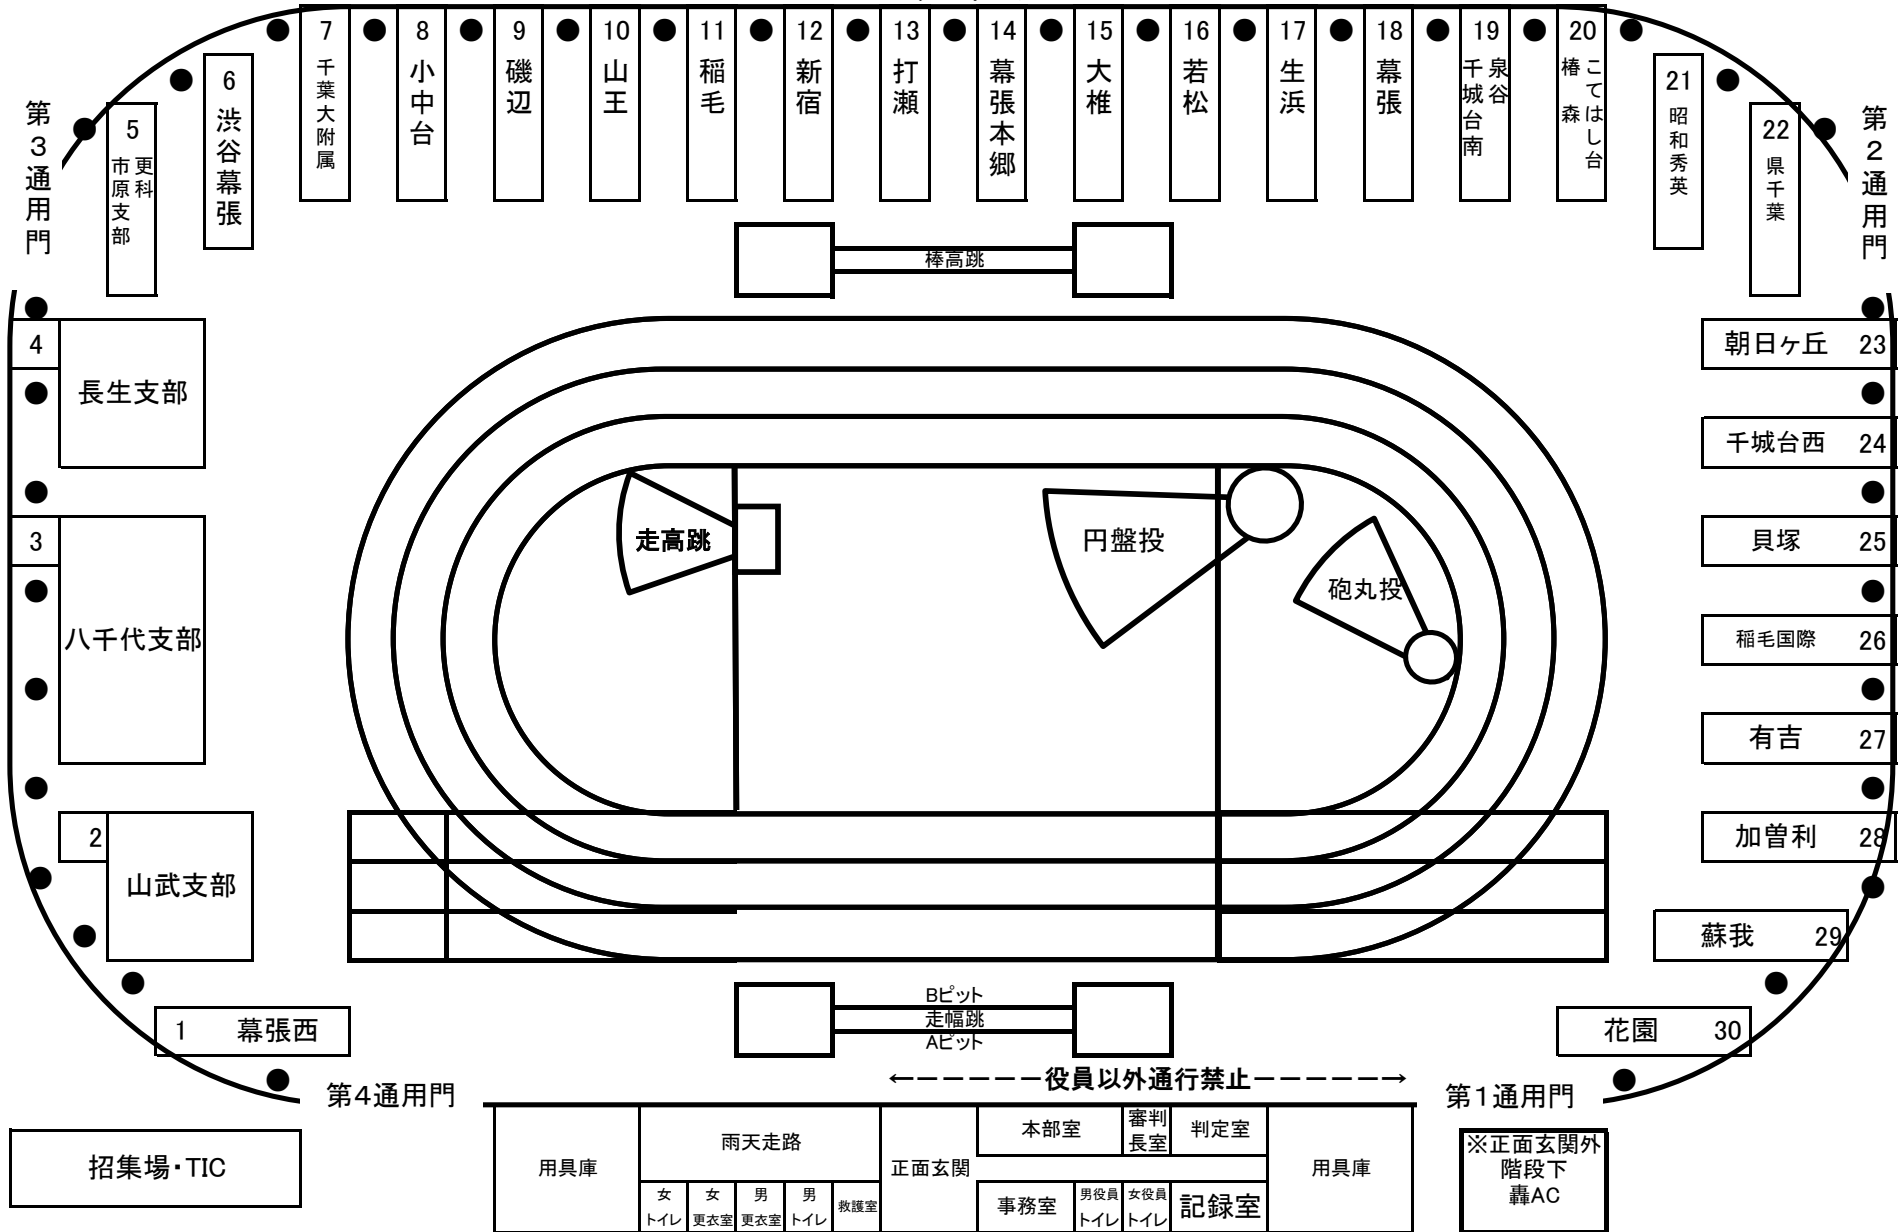 7 千葉大附属
8 小中台
9 磯辺
10 山王
11 稲毛
12 新宿
13 打瀬
14 幕張本郷
15 大椎
16 若松
17 生浜
18 幕張
19 泉谷 千城台南
20 こてはし台 椿森
6 渋谷幕張
21 昭和秀英
5 更科 市原支部
22 県千葉
第3通用門
第2通用門
棒高跳
4
長生支部
朝日ヶ丘 23
千城台西 24
3
八千代支部
貝塚 25
稲毛国際 26
有吉 27
走高跳
円盤投
砲丸投
2
山武支部
加曽利 28
蘇我 29
1 幕張西
花園 30
Bピット
走幅跳
Aピット
←－－－－－－役員以外通行禁止－－－－－－→
第4通用門
第1通用門
招集場・TIC
用具庫
雨天走路
女トイレ
女更衣室
男更衣室
男トイレ
救護室
正面玄関
本部室
審判長室
判定室
事務室
男役員トイレ
女役員トイレ
記録室
用具庫
※正面玄関外
階段下
轟AC